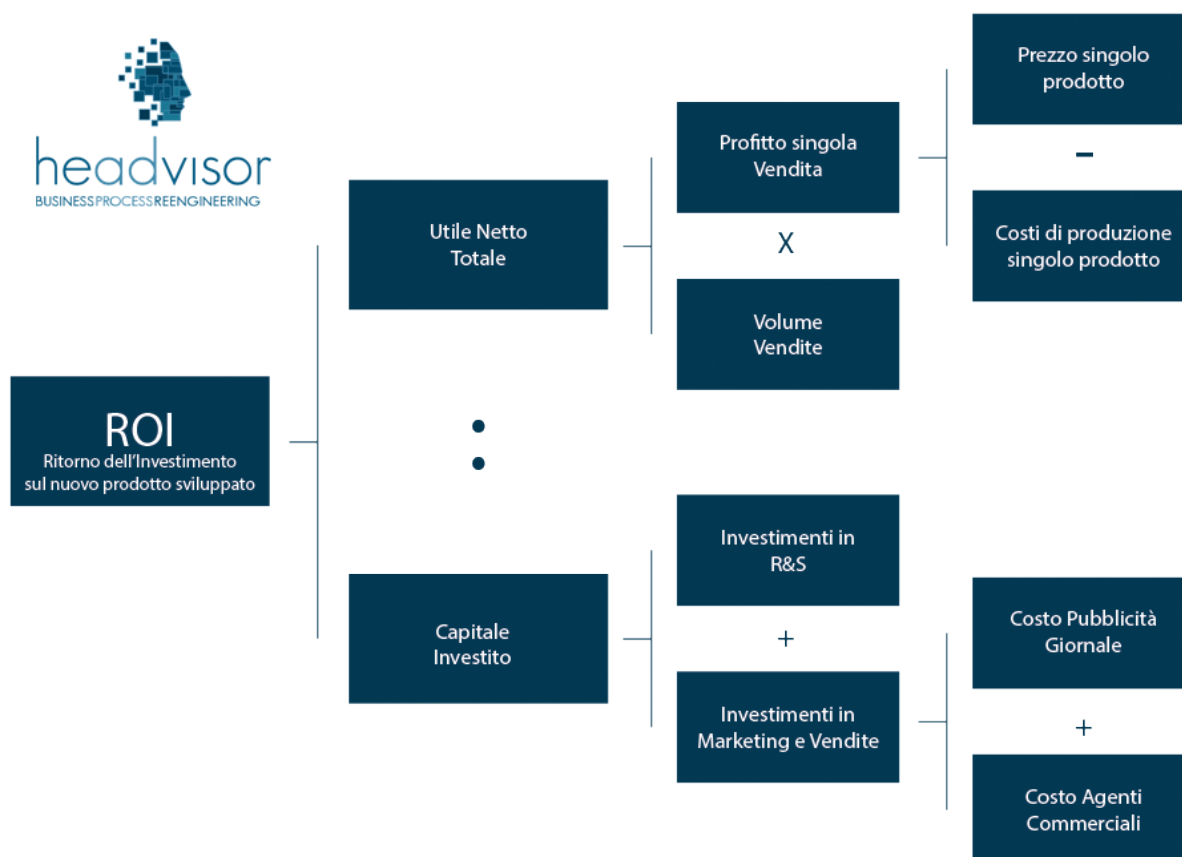 headvisor
BUSINESSPROCESSREENGINEERING
ROI
Ritorno dell'Investimento
sul nuovo prodotto sviluppato
Utile Netto
Totale
:
Capitale
Investito
Profitto singola
Vendita
X
Volume
Vendite
Investimenti in
R&S
+
Investimenti in
Marketing e Vendite
Prezzo singolo
prodotto
-
Costi di produzione
singolo prodotto
Costo Pubblicità
Giornale
+
Costo Agenti
Commerciali